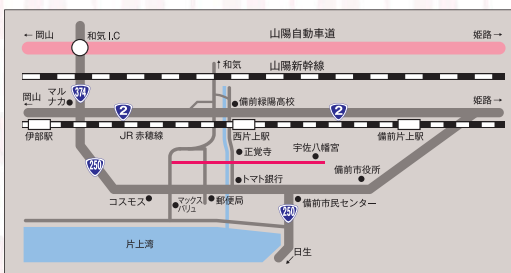 ← 岡山
和気I.C
山陽自動車道
姫路→
↑和気
山陽新幹線
岡山
←
マル
ナカ
374
2
備前緑陽高校
2
姫路→
伊部駅
JR赤穂線
西片上駅
備前片上駅
正覚寺
宇佐八幡宮
250
トマト銀行
備前市役所
コスモス
マックス
バリュ
郵便局
250
備前市民センター
片上湾
日生